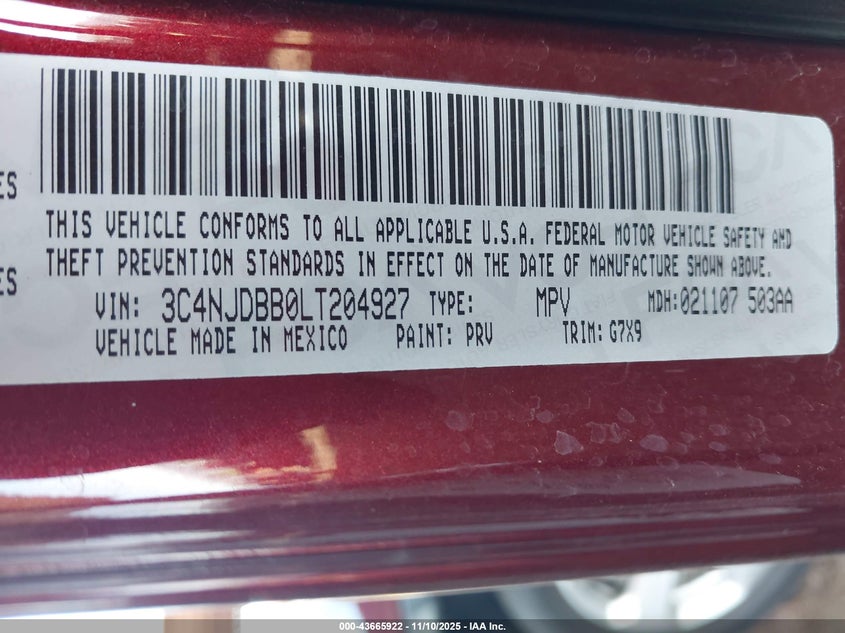 ES
THIS VEHICLE CONFORMS TO ALL APPLICABLE U.S.A. FEDERAL MOTOR VEHICLE SAFETY AND
THEFT PREVENTION STANDARDS IN EFFECT ON THE DATE OF MANUFACTURE SHOWN ABOVE.
ES
VIN: 3C4NJDBB0LT204927 TYPE: MPV MDH:021107 503AA
VEHICLE MADE IN MEXICO PAINT: PRV TRIM: G7X9
000-43665922 - 11/10/2025 - IAA Inc.